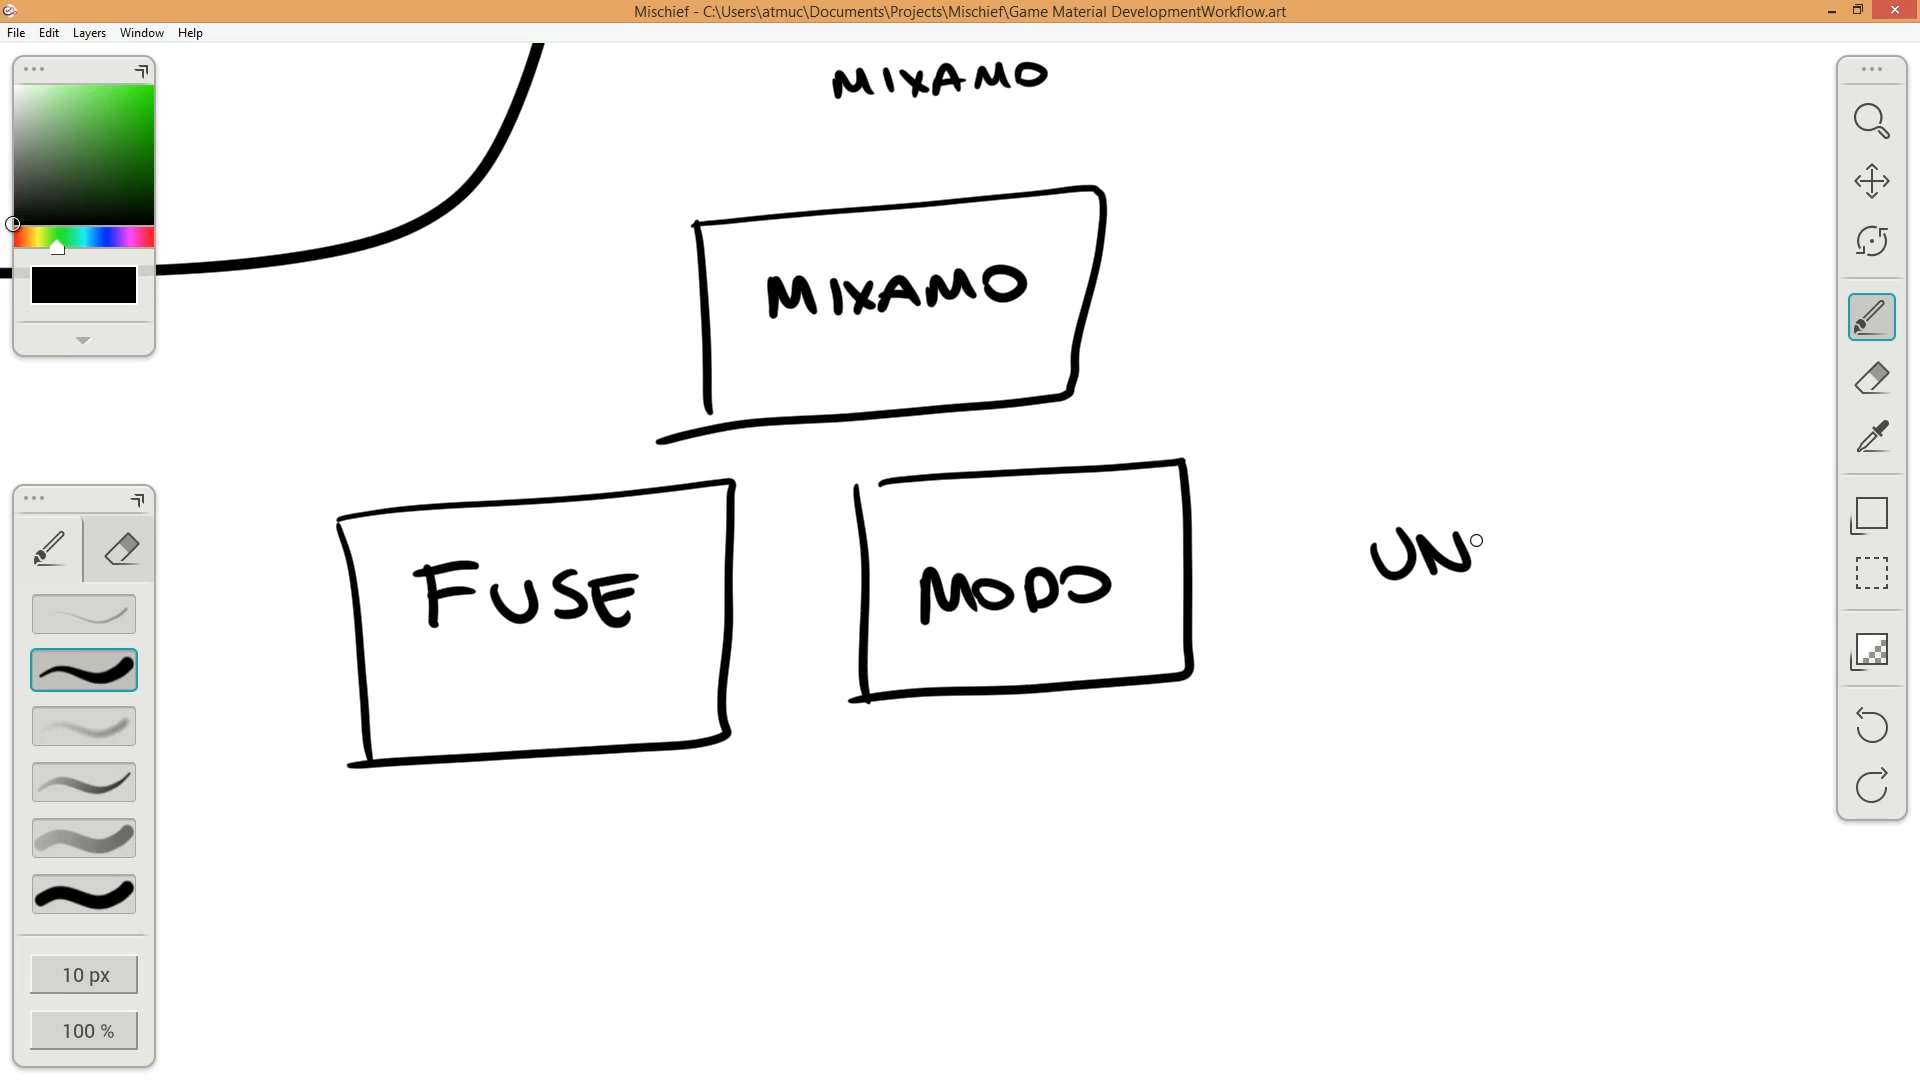 Mischief - C:\Users\atmuc\Documents\Projects\Mischief\Game Material DevelopmentWorkflow.art
File Edit Layers Window Help
MIXAMO
MIXAMO
FUSE
MODO
UN
10 px
100 %